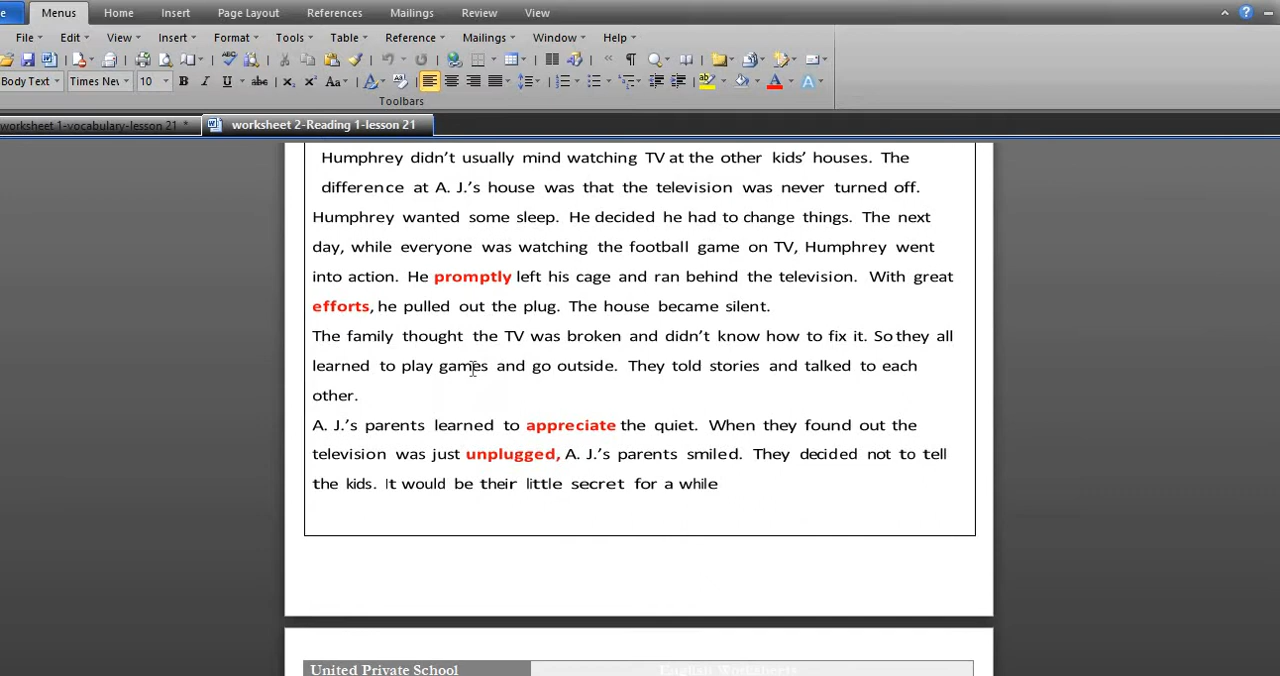 Menus Home Insert Page Layout References Mailings Review View
File Edit View Insert Format Tools Table Reference Mailings Window Help
Body Text Times Nev 10 B I U abc Aa
Toolbars
worksheet 1-vocabulary-lesson 21 * worksheet 2-Reading 1-lesson 21
Humphrey didn't usually mind watching TV at the other kids' houses. The
difference at A. J.'s house was that the television was never turned off.
Humphrey wanted some sleep. He decided he had to change things. The next
day, while everyone was watching the football game on TV, Humphrey went
into action. He promptly left his cage and ran behind the television. With great
efforts, he pulled out the plug. The house became silent.
The family thought the TV was broken and didn't know how to fix it. So they all
learned to play games and go outside. They told stories and talked to each
other.
A. J.'s parents learned to appreciate the quiet. When they found out the
television was just unplugged, A. J.'s parents smiled. They decided not to tell
the kids. It would be their little secret for a while
United Private School English Worksheets